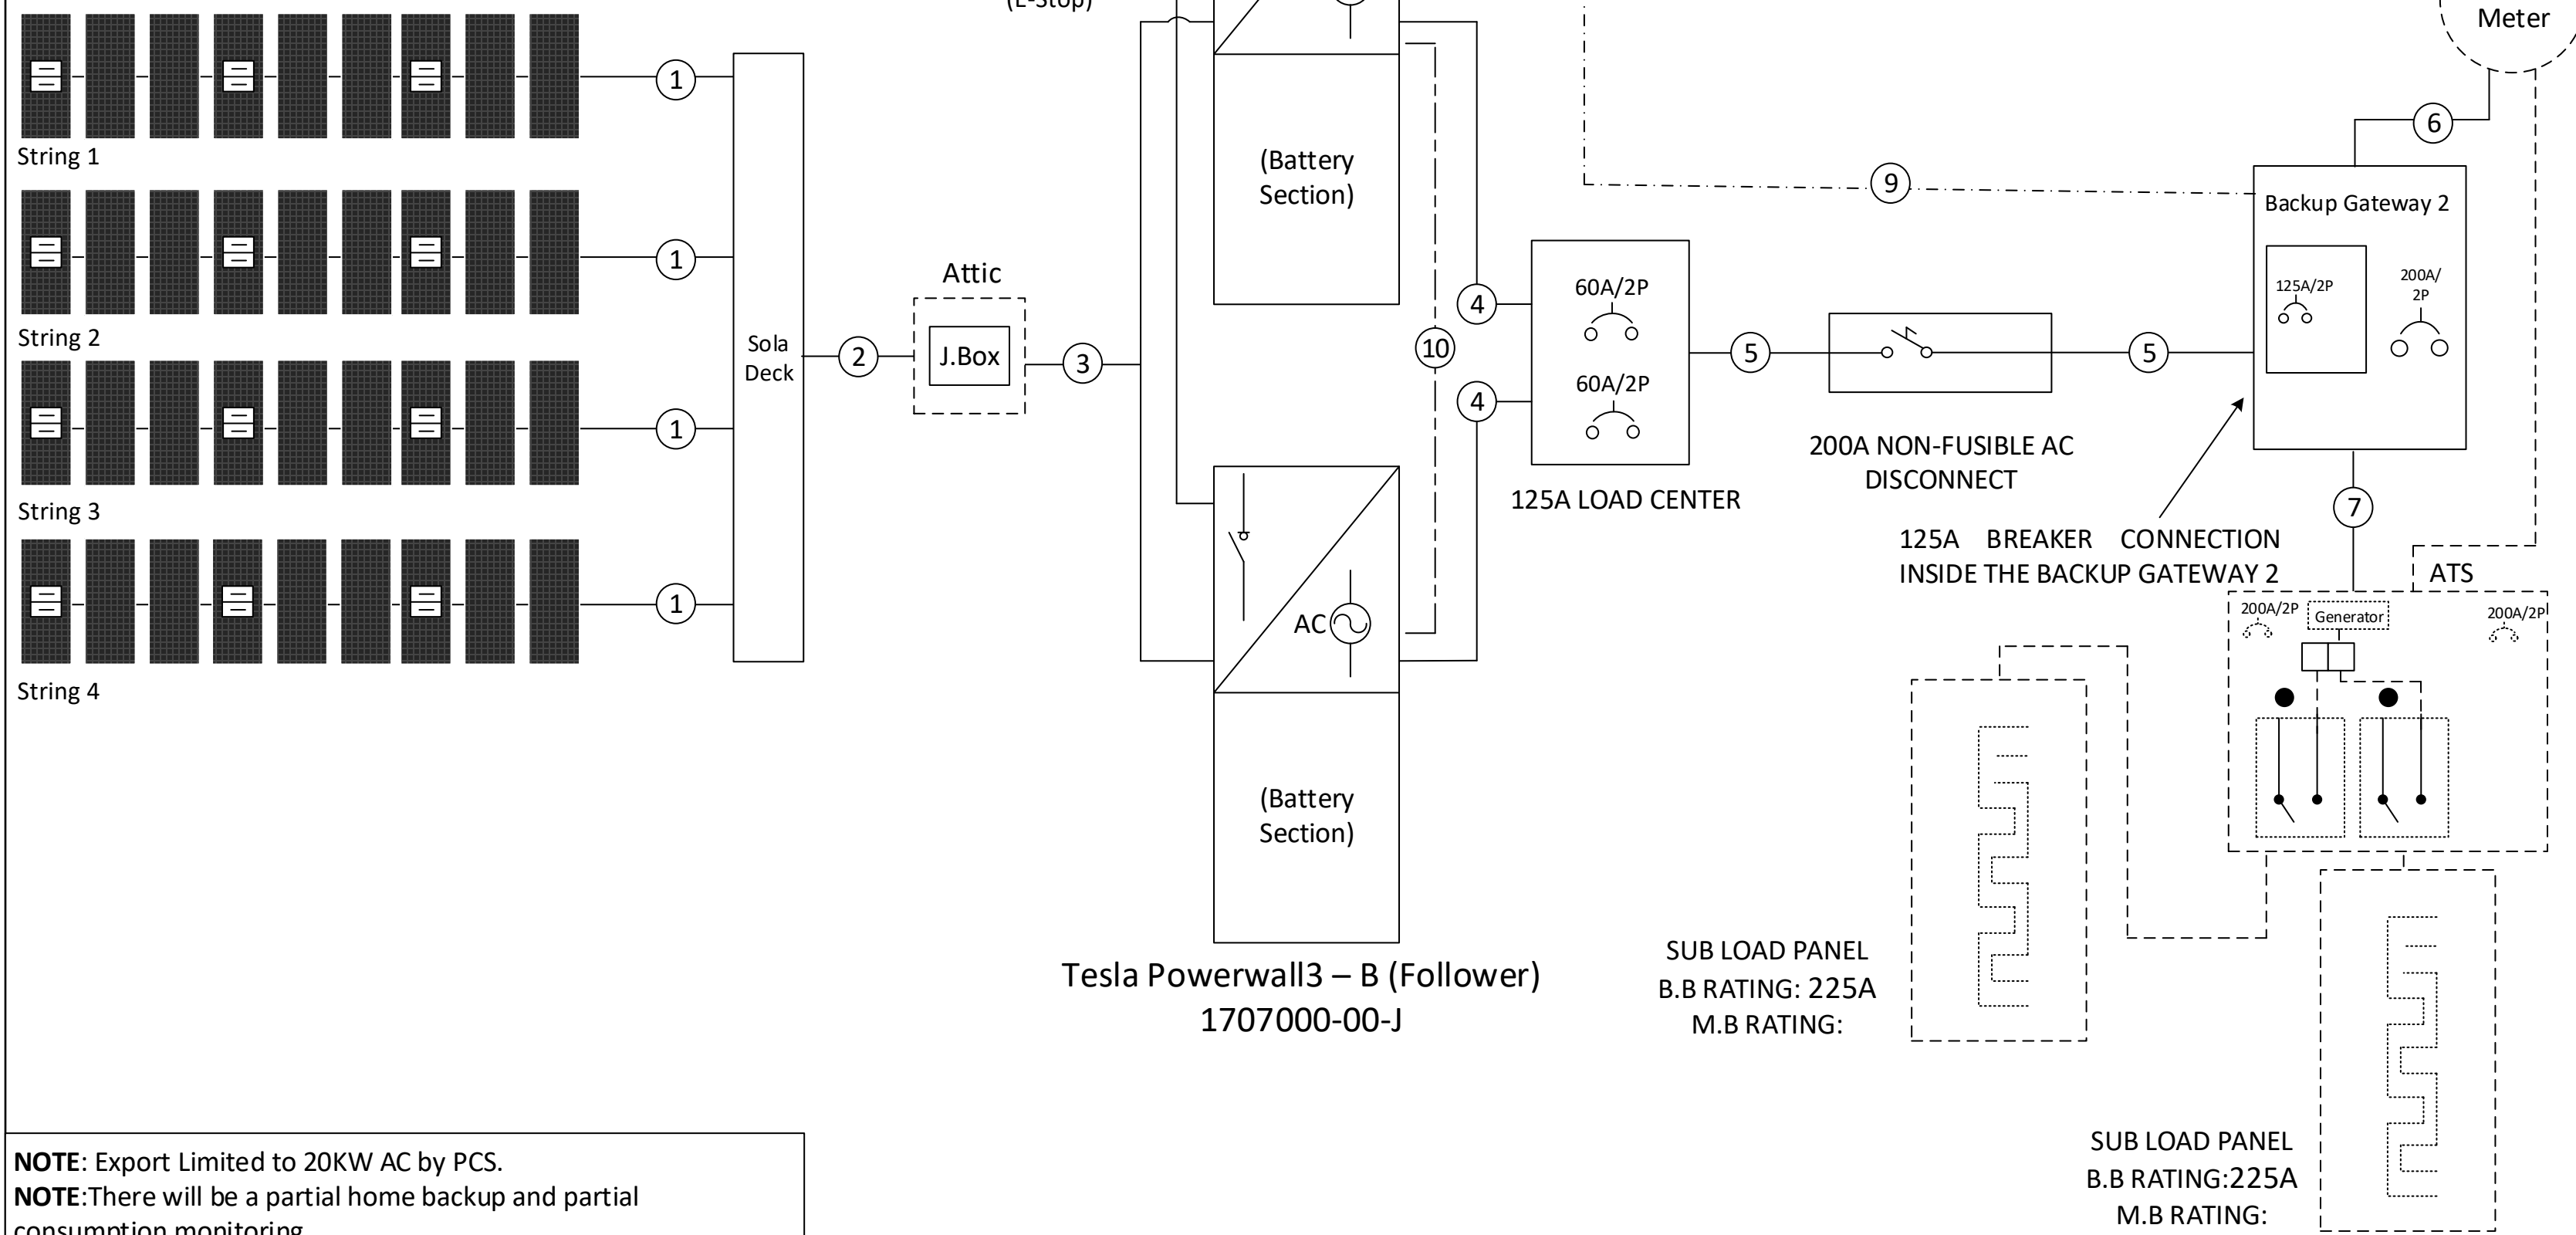 (E-Stop)
Meter
1
String 1
6
(Battery
Section)
9
Backup Gateway 2
1
String 2
Attic
J.Box
Sola
Deck
2
3
4
10
4
60A/2P
60A/2P
125A LOAD CENTER
5
200A NON-FUSIBLE AC
DISCONNECT
5
125A/2P
200A/
2P
1
String 3
125A BREAKER CONNECTION
INSIDE THE BACKUP GATEWAY 2
7
ATS
200A/2P
Generator
200A/2P
1
String 4
AC
(Battery
Section)
Tesla Powerwall3 – B (Follower)
1707000-00-J
SUB LOAD PANEL
B.B RATING: 225A
M.B RATING:
SUB LOAD PANEL
B.B RATING:225A
M.B RATING:
NOTE: Export Limited to 20KW AC by PCS.
NOTE:There will be a partial home backup and partial
consumption monitoring